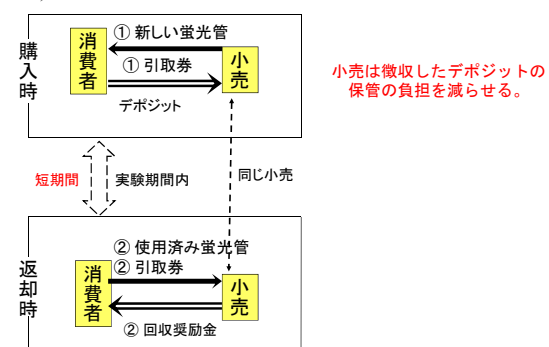 購入時
消費者
① 新しい蛍光管
① 引取券
デポジット
小売
小売は徴収したデポジットの
保管の負担を減らせる。
短期間
実験期間内
同じ小売
返却時
② 使用済み蛍光管
② 引取券
消費者
小売
② 回収奨励金